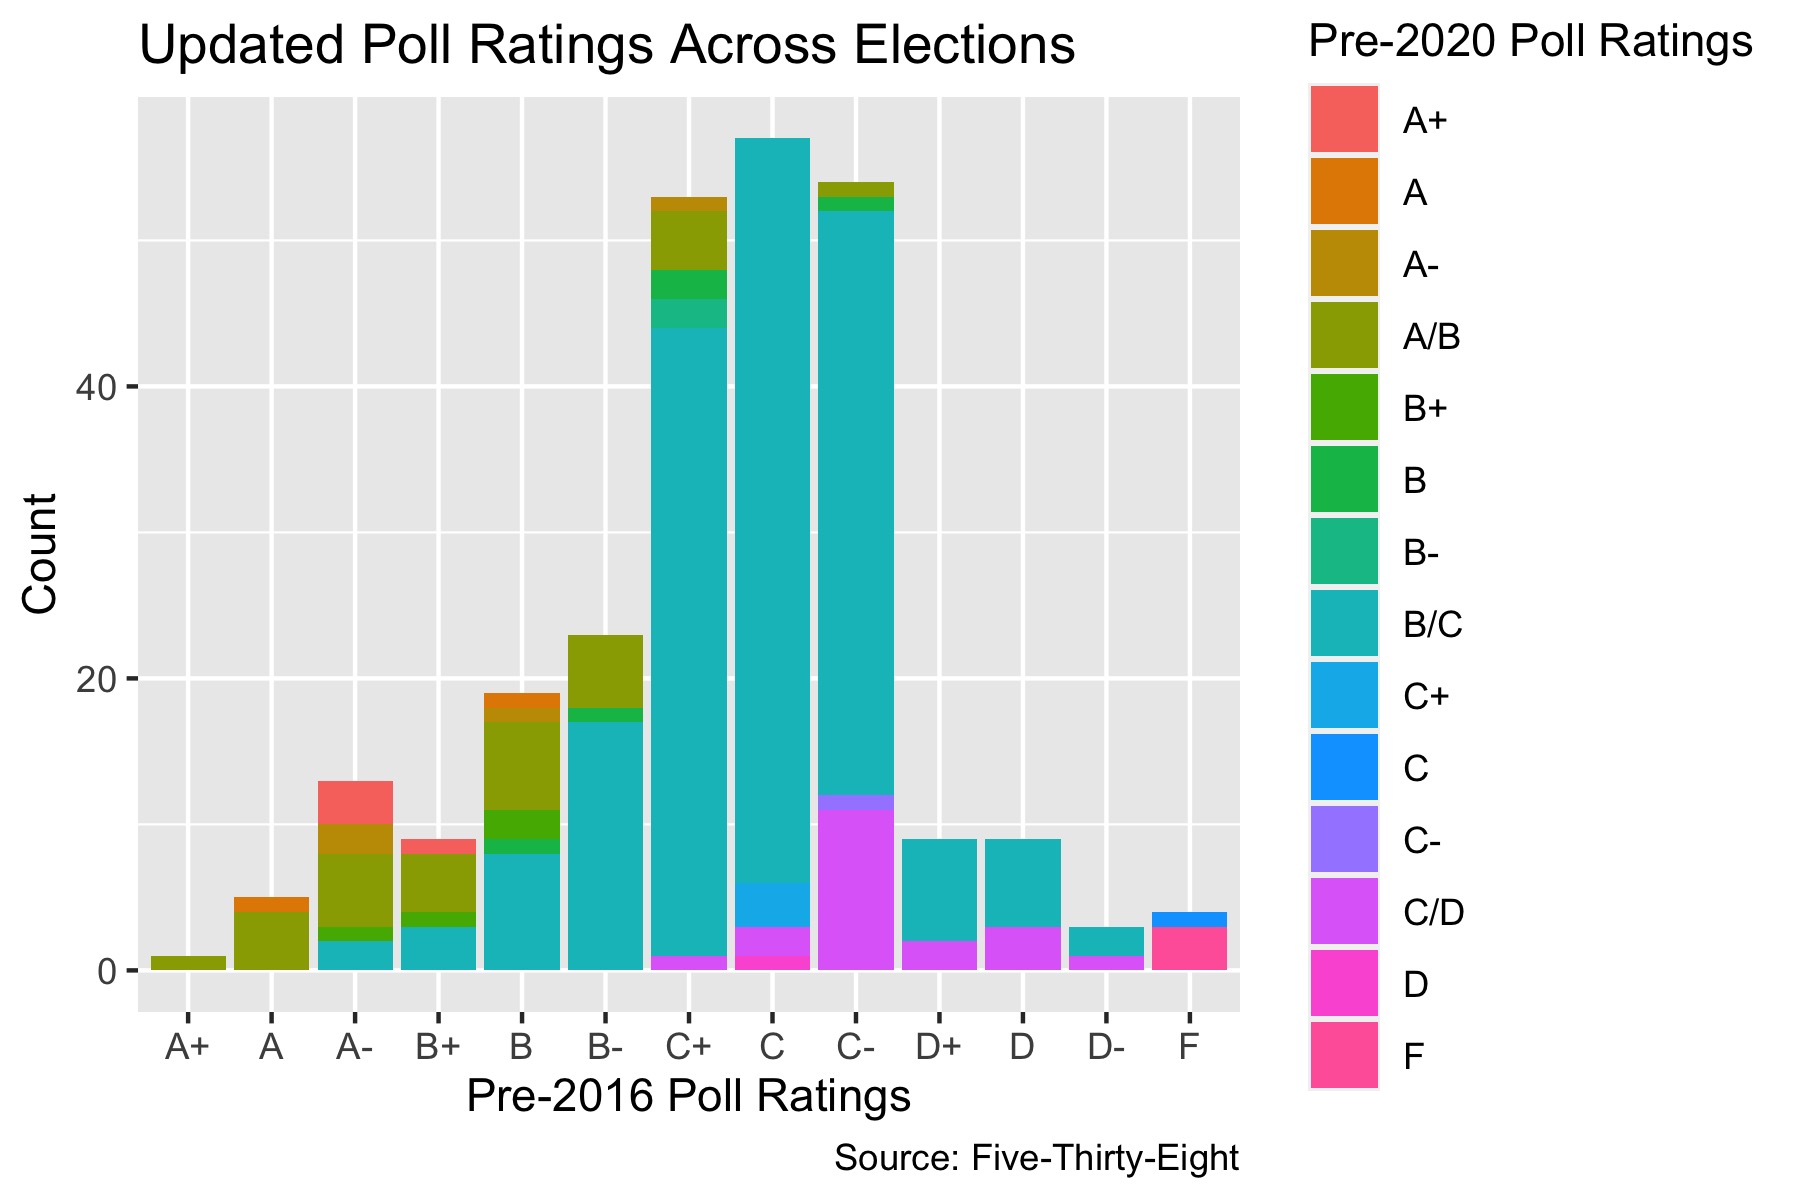 Updated Poll Ratings Across Elections
Count
40
20
0
A+ A A- B+ B B- C+ C C- D+ D D- F
Pre-2016 Poll Ratings
Source: Five-Thirty-Eight
Pre-2020 Poll Ratings
A+
A
A-
A/B
B+
B
B-
B/C
C+
C
C-
C/D
D
F